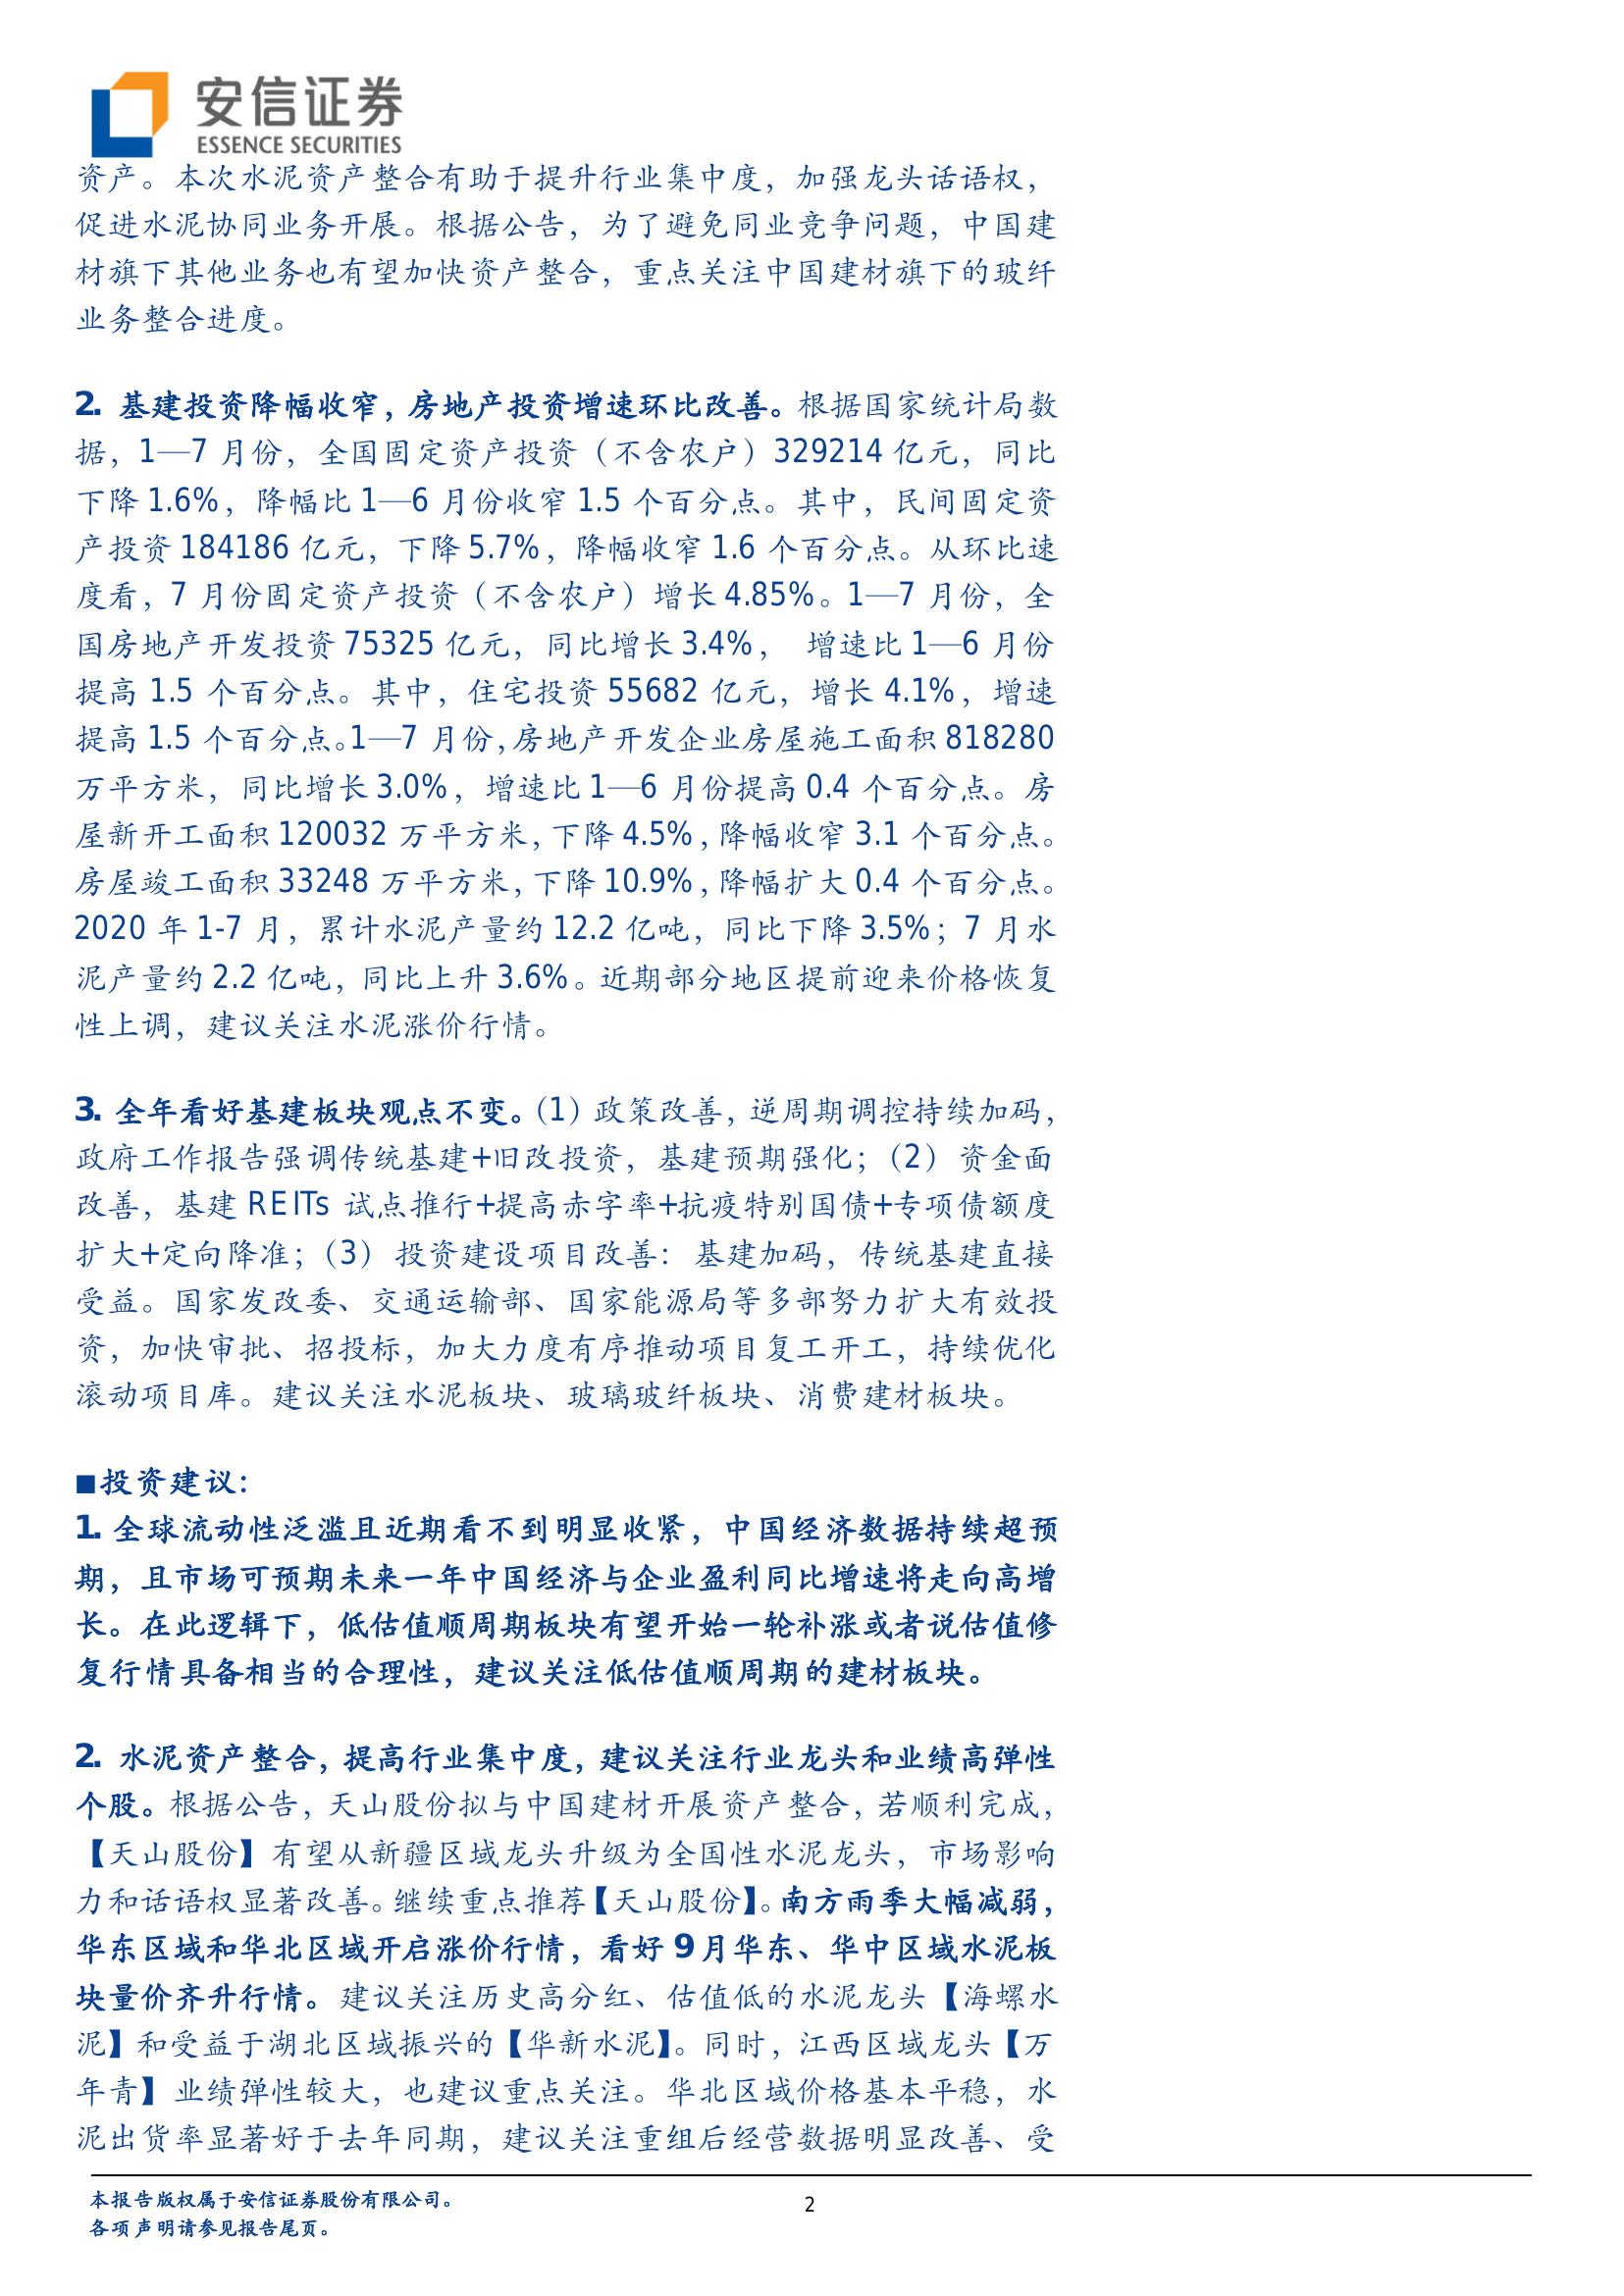 安信证券
ESSENCE SECURITIES
资产。本次水泥资产整合有助于提升行业集中度，加强龙头话语权，
促进水泥协同业务开展。根据公告，为了避免同业竞争问题，中国建
材旗下其他业务也有望加快资产整合，重点关注中国建材旗下的玻纤
业务整合进度。
2. 基建投资降幅收窄，房地产投资增速环比改善。根据国家统计局数
据，1—7 月份，全国固定资产投资（不含农户）329214 亿元，同比
下降 1.6%，降幅比 1—6 月份收窄 1.5 个百分点。其中，民间固定资
产投资 184186 亿元，下降 5.7%，降幅收窄 1.6 个百分点。从环比速
度看，7 月份固定资产投资（不含农户）增长 4.85%。1—7 月份，全
国房地产开发投资 75325 亿元，同比增长 3.4%， 增速比 1—6 月份
提高 1.5 个百分点。其中，住宅投资 55682 亿元，增长 4.1%，增速
提高 1.5 个百分点。1—7 月份，房地产开发企业房屋施工面积 818280
万平方米，同比增长 3.0%，增速比 1—6 月份提高 0.4 个百分点。房
屋新开工面积 120032 万平方米，下降 4.5%，降幅收窄 3.1 个百分点。
房屋竣工面积 33248 万平方米，下降 10.9%，降幅扩大 0.4 个百分点。
2020 年 1-7 月，累计水泥产量约 12.2 亿吨，同比下降 3.5%；7 月水
泥产量约 2.2 亿吨，同比上升 3.6%。近期部分地区提前迎来价格恢复
性上调，建议关注水泥涨价行情。
3. 全年看好基建板块观点不变。（1）政策改善，逆周期调控持续加码，
政府工作报告强调传统基建+旧改投资，基建预期强化；（2）资金面
改善，基建 REITs 试点推行+提高赤字率+抗疫特别国债+专项债额度
扩大+定向降准；（3）投资建设项目改善： 基建加码，传统基建直接
受益。国家发改委、交通运输部、国家能源局等多部努力扩大有效投
资，加快审批、招投标，加大力度有序推动项目复工开工，持续优化
滚动项目库。建议关注水泥板块、玻璃玻纤板块、消费建材板块。
■投资建议：
1. 全球流动性泛滥且近期看不到明显收紧，中国经济数据持续超预
期，且市场可预期未来一年中国经济与企业盈利同比增速将走向高增
长。在此逻辑下，低估值顺周期板块有望开始一轮补涨或者说估值修
复行情具备相当的合理性，建议关注低估值顺周期的建材板块。
2. 水泥资产整合，提高行业集中度，建议关注行业龙头和业绩高弹性
个股。根据公告，天山股份拟与中国建材开展资产整合，若顺利完成，
【天山股份】有望从新疆区域龙头升级为全国性水泥龙头，市场影响
力和话语权显著改善。继续重点推荐【天山股份】。南方雨季大幅减弱，
华东区域和华北区域开启涨价行情，看好 9 月华东、华中区域水泥板
块量价齐升行情。建议关注历史高分红、估值低的水泥龙头【海螺水
泥】和受益于湖北区域振兴的【华新水泥】。同时，江西区域龙头【万
年青】业绩弹性较大，也建议重点关注。华北区域价格基本平稳，水
泥出货率显著好于去年同期，建议关注重组后经营数据明显改善、受
本报告版权属于安信证券股份有限公司。
2
各项声明请参见报告尾页。